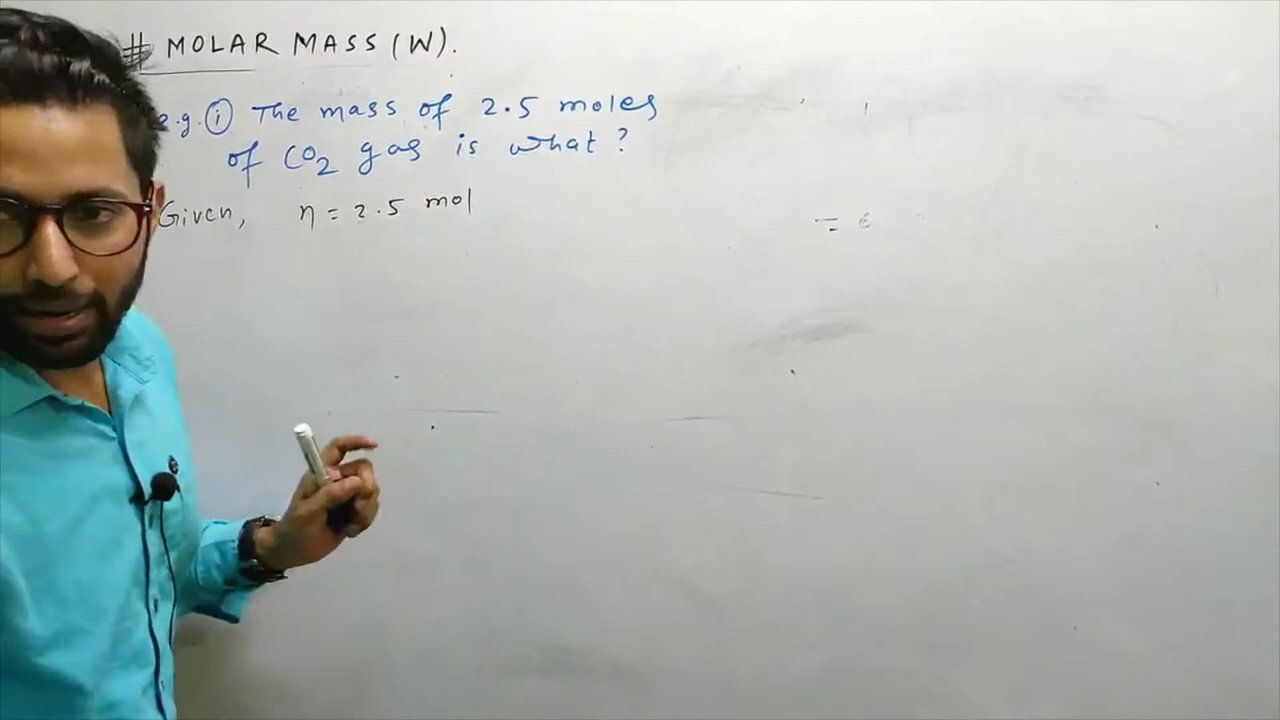 # MOLAR MASS (W).
e.g. (i) The mass of 2.5 moles
of CO2 gas is what?
Given, n = 2.5 mol
=